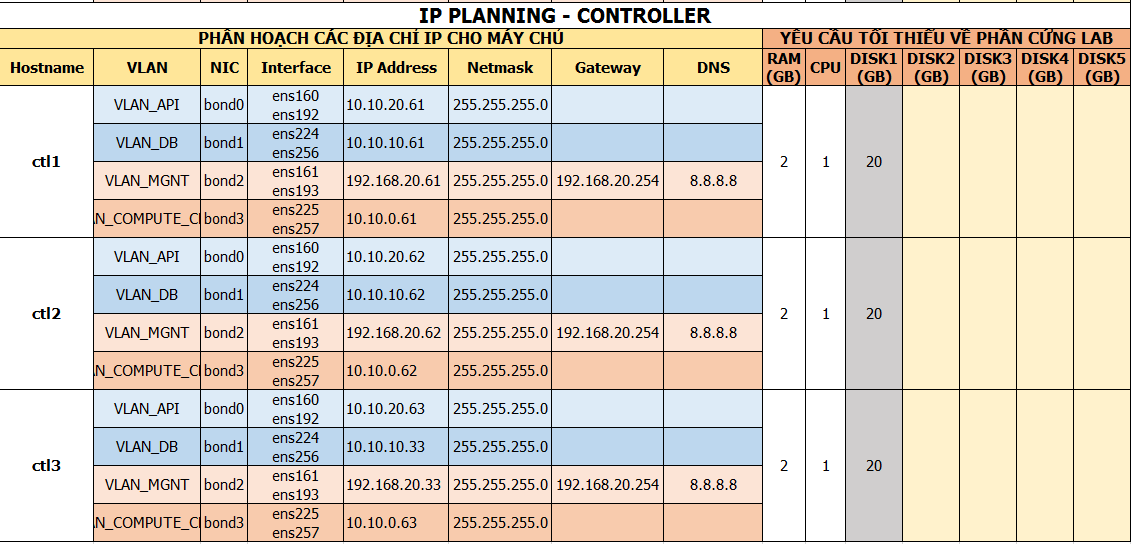 IP PLANNING - CONTROLLER
PHÂN HOẠCH CÁC ĐỊA CHỈ IP CHO MÁY CHỦ YÊU CẦU TỐI THIỂU VỀ PHẦN CỨNG LAB
Hostname VLAN NIC Interface IP Address Netmask Gateway DNS RAM (GB) CPU DISK1 (GB) DISK2 (GB) DISK3 (GB) DISK4 (GB) DISK5 (GB)
ctl1 2 1 20
VLAN_API bond0 ens160 ens192 10.10.20.61 255.255.255.0
VLAN_DB bond1 ens224 ens256 10.10.10.61 255.255.255.0
VLAN_MGNT bond2 ens161 ens193 192.168.20.61 255.255.255.0 192.168.20.254 8.8.8.8
N_COMPUTE_C bond3 ens225 ens257 10.10.0.61 255.255.255.0
ctl2 2 1 20
VLAN_API bond0 ens160 ens192 10.10.20.62 255.255.255.0
VLAN_DB bond1 ens224 ens256 10.10.10.62 255.255.255.0
VLAN_MGNT bond2 ens161 ens193 192.168.20.62 255.255.255.0 192.168.20.254 8.8.8.8
N_COMPUTE_C bond3 ens225 ens257 10.10.0.62 255.255.255.0
ctl3 2 1 20
VLAN_API bond0 ens160 ens192 10.10.20.63 255.255.255.0
VLAN_DB bond1 ens224 ens256 10.10.10.33 255.255.255.0
VLAN_MGNT bond2 ens161 ens193 192.168.20.33 255.255.255.0 192.168.20.254 8.8.8.8
N_COMPUTE_C bond3 ens225 ens257 10.10.0.63 255.255.255.0